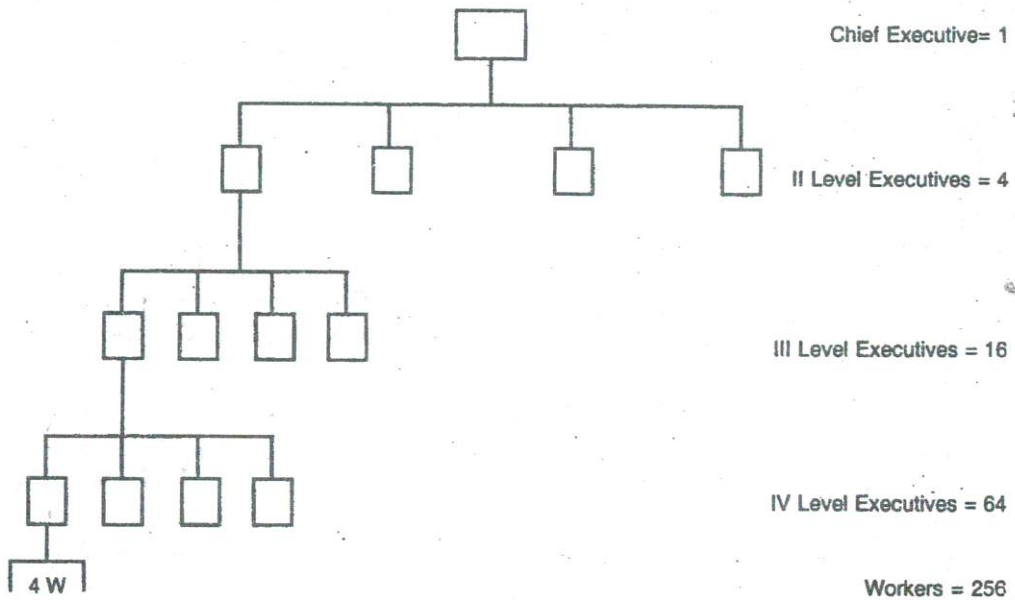 Chief Executive= 1
II Level Executives = 4
III Level Executives = 16
IV Level Executives = 64
4 W
Workers = 256